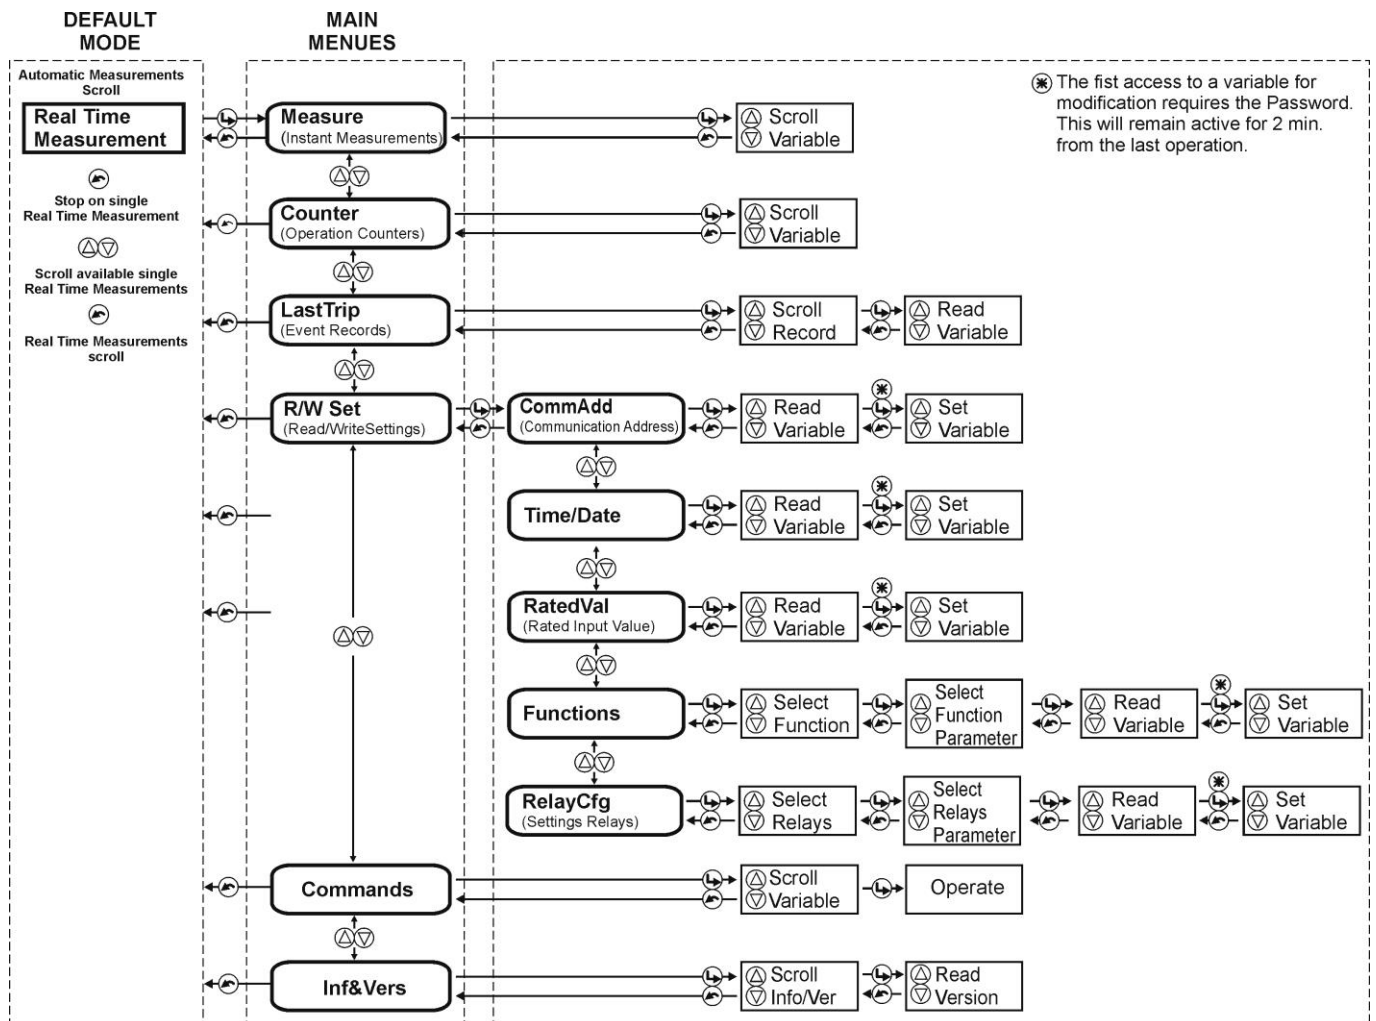 DEFAULT
MODE
MAIN
MENUES
Automatic Measurements
Scroll
Real Time
Measurement
Stop on single
Real Time Measurement
Scroll available single
Real Time Measurements
Real Time Measurements
scroll
The fist access to a variable for
modification requires the Password.
This will remain active for 2 min.
from the last operation.
Measure
(Instant Measurements)
Scroll
Variable
Counter
(Operation Counters)
Scroll
Variable
LastTrip
(Event Records)
Scroll
Record
Read
Variable
R/W Set
(Read/WriteSettings)
CommAdd
(Communication Address)
Read
Variable
Set
Variable
Time/Date
Read
Variable
Set
Variable
RatedVal
(Rated Input Value)
Read
Variable
Set
Variable
Functions
Select
Function
Select
Function
Parameter
Read
Variable
Set
Variable
RelayCfg
(Settings Relays)
Select
Relays
Select
Relays
Parameter
Read
Variable
Set
Variable
Commands
Scroll
Variable
Operate
Inf&Vers
Scroll
Info/Ver
Read
Version